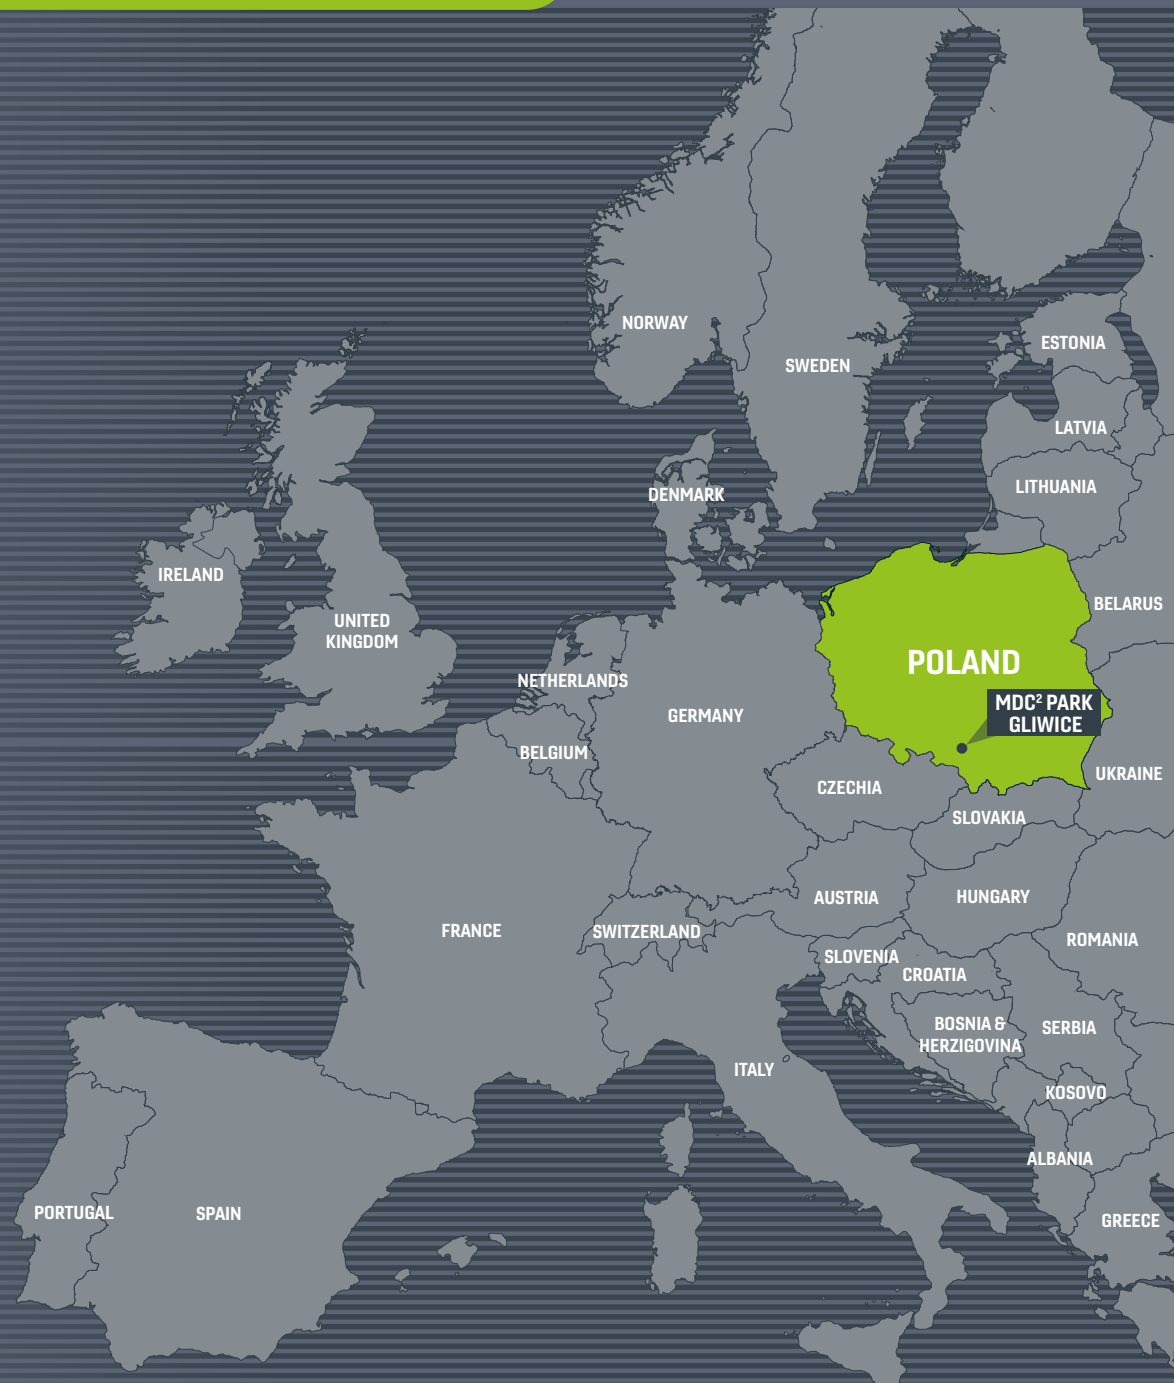 NORWAY
ESTONIA
SWEDEN
LATVIA
LITHUANIA
DENMARK
IRELAND
BELARUS
UNITED
KINGDOM
POLAND
NETHERLANDS
MDC² PARK
GLIWICE
GERMANY
BELGIUM
UKRAINE
CZECHIA
SLOVAKIA
AUSTRIA
HUNGARY
FRANCE
SWITZERLAND
ROMANIA
SLOVENIA
CROATIA
BOSNIA &
HERZIGOVINA
SERBIA
ITALY
KOSOVO
ALBANIA
PORTUGAL
SPAIN
GREECE